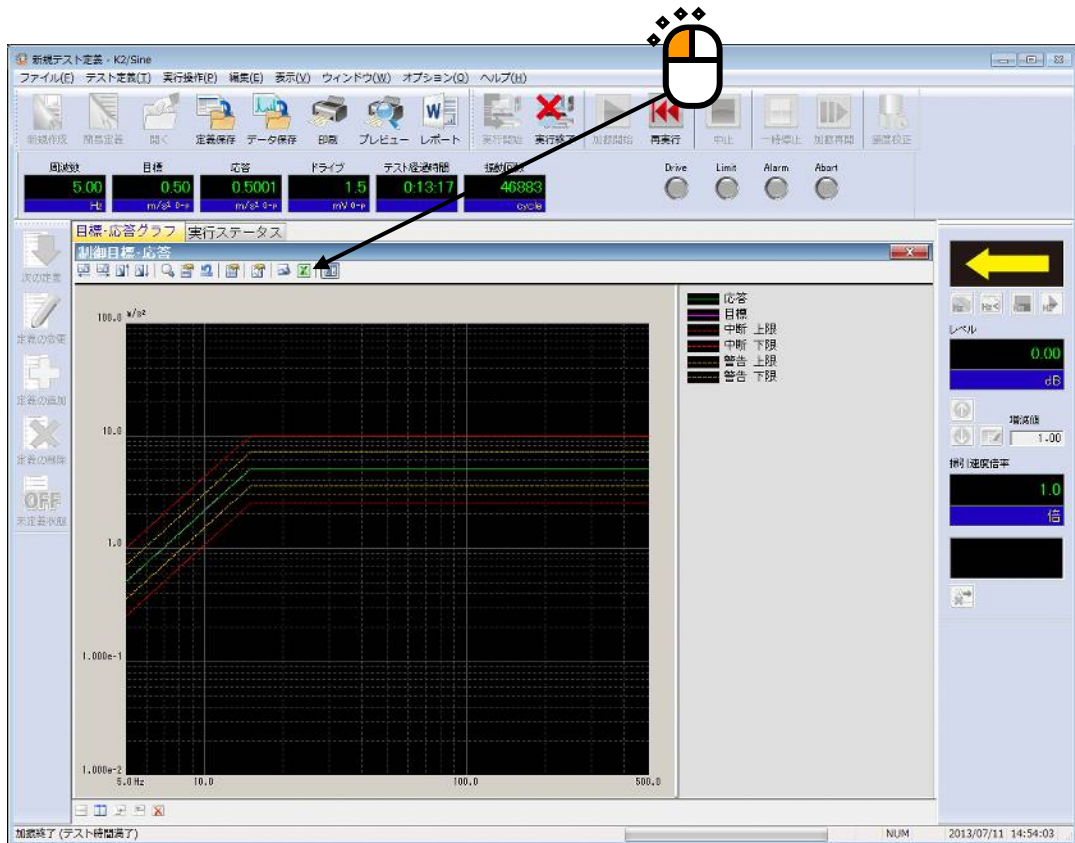 新規テスト定義 - K2/Sine
ファイル(F) テスト定義(T) 実行操作(P) 編集(E) 表示(V) ウィンドウ(W) オプション(O) ヘルプ(H)
新規作成 簡易定義 開く 定義保存 データ保存 印刷 プレビュー レポート 実行開始 実行終了 加振開始 再実行 中止 一時停止 加振再開
周波数 目標 応答 ドライブ テスト経過時間 振動回数 Drive Limit Alarm Abort
5.00 0.50 0.5001 1.5 0:13:17 46883
Hz m/s² 0-p m/s² 0-p mV 0-p cycle
目標・応答グラフ 実行ステータス
制御目標・応答
次の定義
定義の変更
定義の追加
定義の削除
OFF
未定義状態
100.0 m/s²
10.0
1.0
1.000e-1
1.000e-2
5.0 Hz 10.0 100.0 500.0
応答
目標
中断 上限
中断 下限
警告 上限
警告 下限
レベル
0.00
dB
増減値
1.00
掃引速度倍率
1.0
倍
加振終了 (テスト時間満了) NUM 2013/07/11 14:54:03